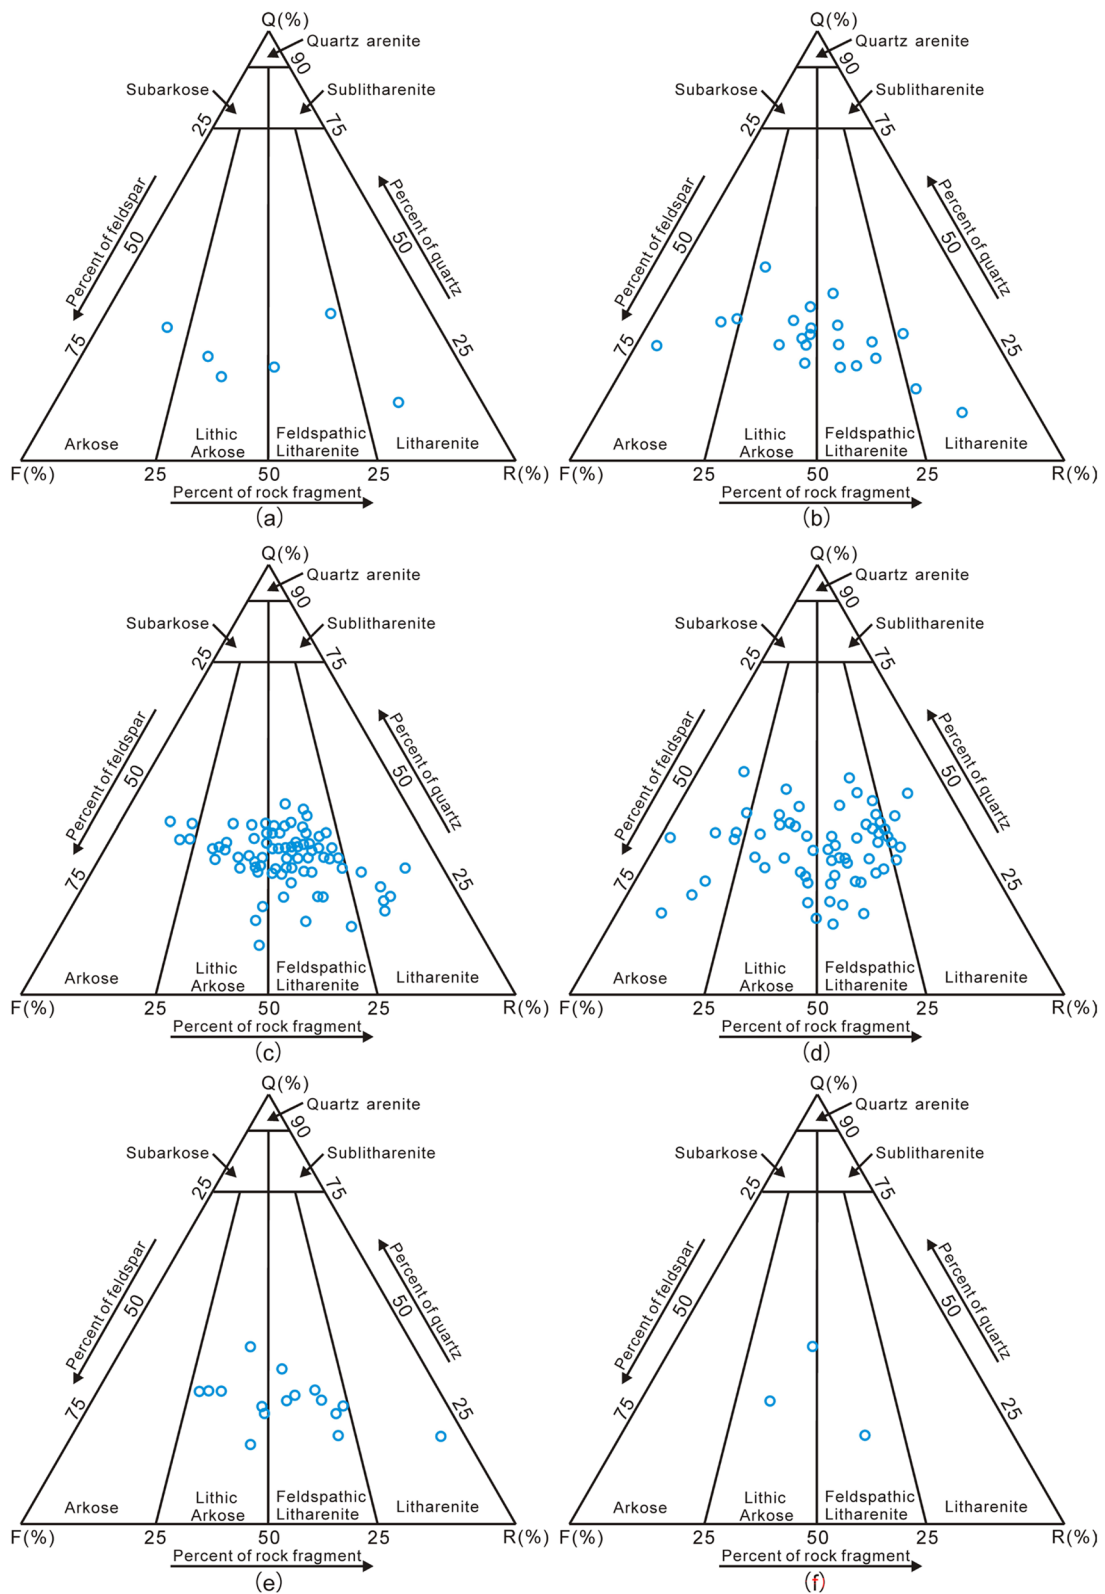 Q(%)
Quartz arenite
90
Subarkose
Sublitharenite
25
75
Percent of feldspar
Percent of quartz
50
50
75
25
Arkose
Lithic
Arkose
Feldspathic
Litharenite
Litharenite
F(%)
25
50
25
R(%)
Percent of rock fragment
(a)
Q(%)
Quartz arenite
90
Subarkose
Sublitharenite
25
75
Percent of feldspar
Percent of quartz
50
50
75
25
Arkose
Lithic
Arkose
Feldspathic
Litharenite
Litharenite
F(%)
25
50
25
R(%)
Percent of rock fragment
(b)
Q(%)
Quartz arenite
90
Subarkose
Sublitharenite
25
75
Percent of feldspar
Percent of quartz
50
50
75
25
Arkose
Lithic
Arkose
Feldspathic
Litharenite
Litharenite
F(%)
25
50
25
R(%)
Percent of rock fragment
(c)
Q(%)
Quartz arenite
90
Subarkose
Sublitharenite
25
75
Percent of feldspar
Percent of quartz
50
50
75
25
Arkose
Lithic
Arkose
Feldspathic
Litharenite
Litharenite
F(%)
25
50
25
R(%)
Percent of rock fragment
(d)
Q(%)
Quartz arenite
90
Subarkose
Sublitharenite
25
75
Percent of feldspar
Percent of quartz
50
50
75
25
Arkose
Lithic
Arkose
Feldspathic
Litharenite
Litharenite
F(%)
25
50
25
R(%)
Percent of rock fragment
(e)
Q(%)
Quartz arenite
90
Subarkose
Sublitharenite
25
75
Percent of feldspar
Percent of quartz
50
50
75
25
Arkose
Lithic
Arkose
Feldspathic
Litharenite
Litharenite
F(%)
25
50
25
R(%)
Percent of rock fragment
(f)